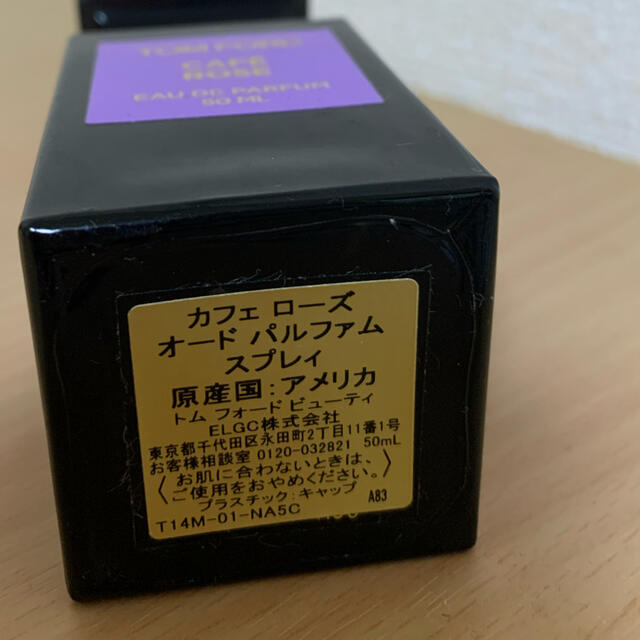 TOM FORD
CAFÉ
ROSE
EAU DE PARFUM
50 ML
カフェ ローズ
オード パルファム
スプレィ
原産国：アメリカ
トム フォード ビューティ
ELGC株式会社
東京都千代田区永田町2丁目11番1号
お客様相談室 0120-032821 50mL
〈お肌に合わないときは、
ご使用をおやめください。〉
プラスチック：キャップ A83
T14M-01-NA5C